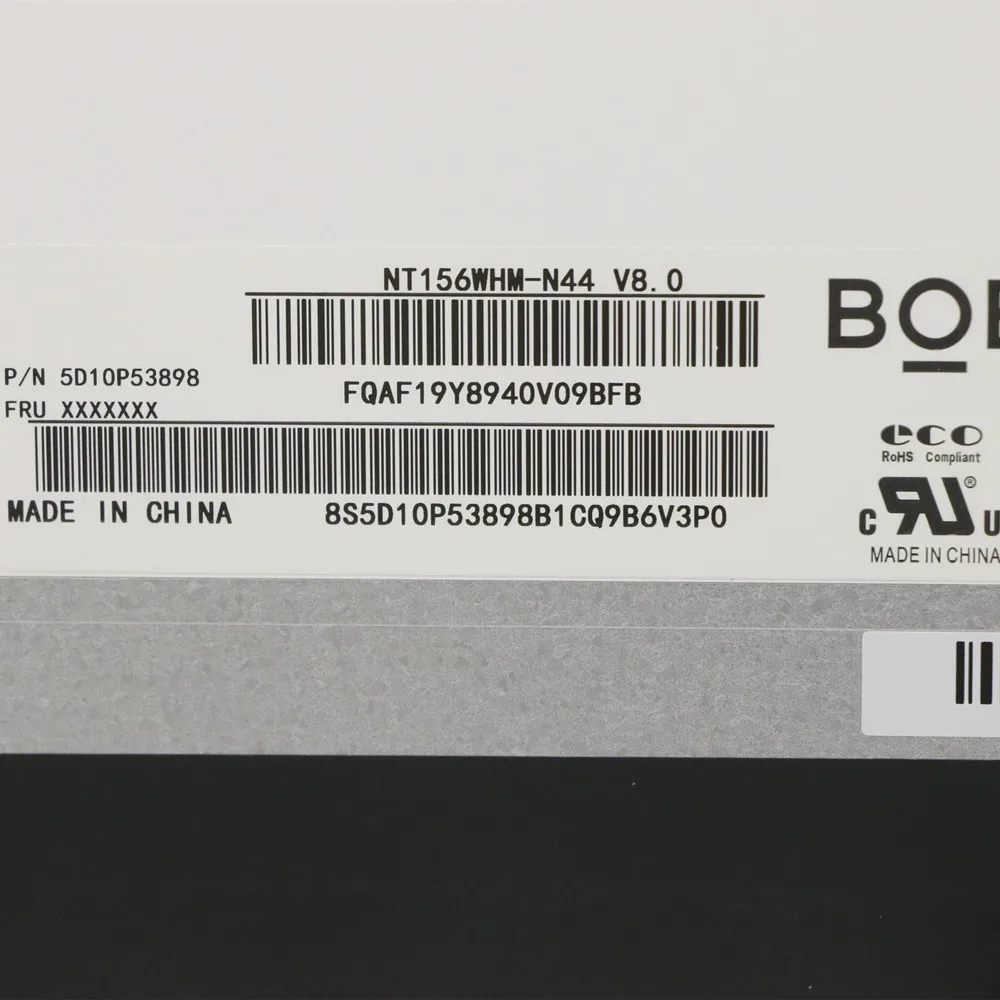 NT156WHM-N44 V8.0
BOE
P/N 5D10P53898
FQAF19Y8940V09BFB
FRU XXXXXXX
eco
RoHS Compliant
MADE IN CHINA
8S5D10P53898B1CQ9B6V3P0
C RU U
MADE IN CHINA